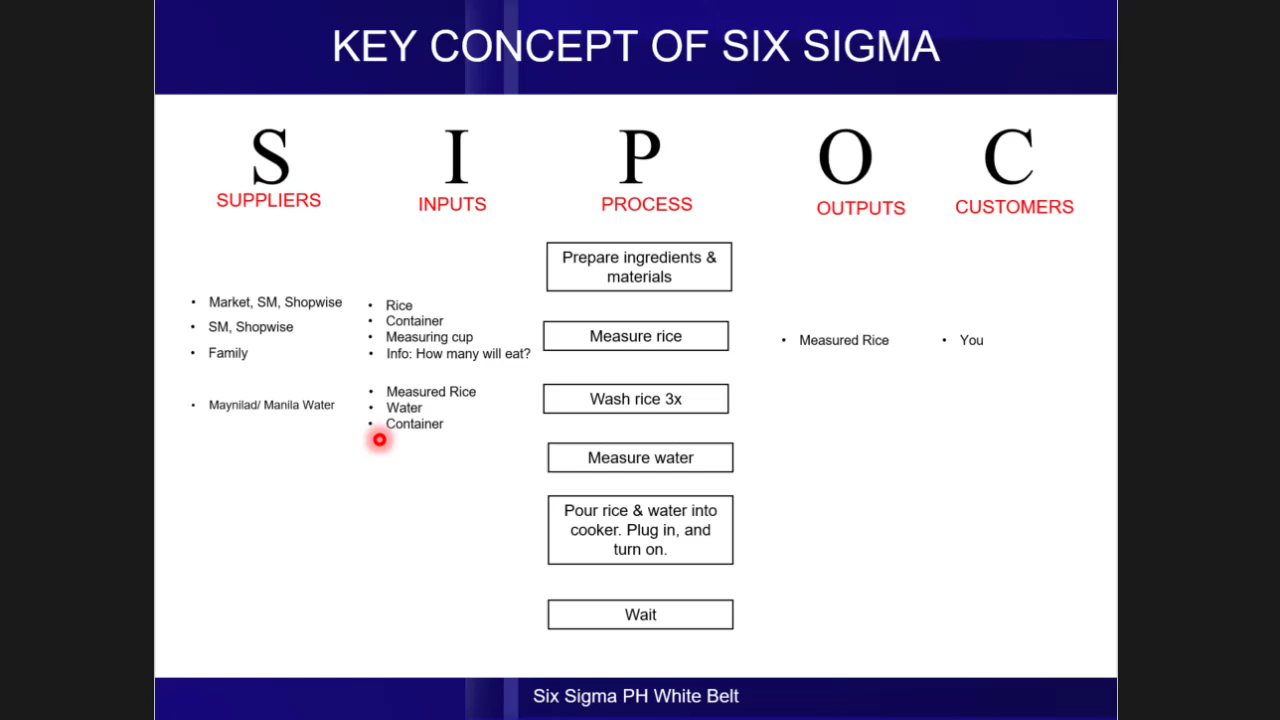 KEY CONCEPT OF SIX SIGMA
S I P O C
SUPPLIERS INPUTS PROCESS OUTPUTS CUSTOMERS
• Market, SM, Shopwise
• SM, Shopwise
• Family
• Maynilad/ Manila Water
• Rice
• Container
• Measuring cup
• Info: How many will eat?
• Measured Rice
• Water
• Container
Prepare ingredients &
materials
Measure rice
Wash rice 3x
Measure water
Pour rice & water into
cooker. Plug in, and
turn on.
Wait
• Measured Rice
• You
Six Sigma PH White Belt